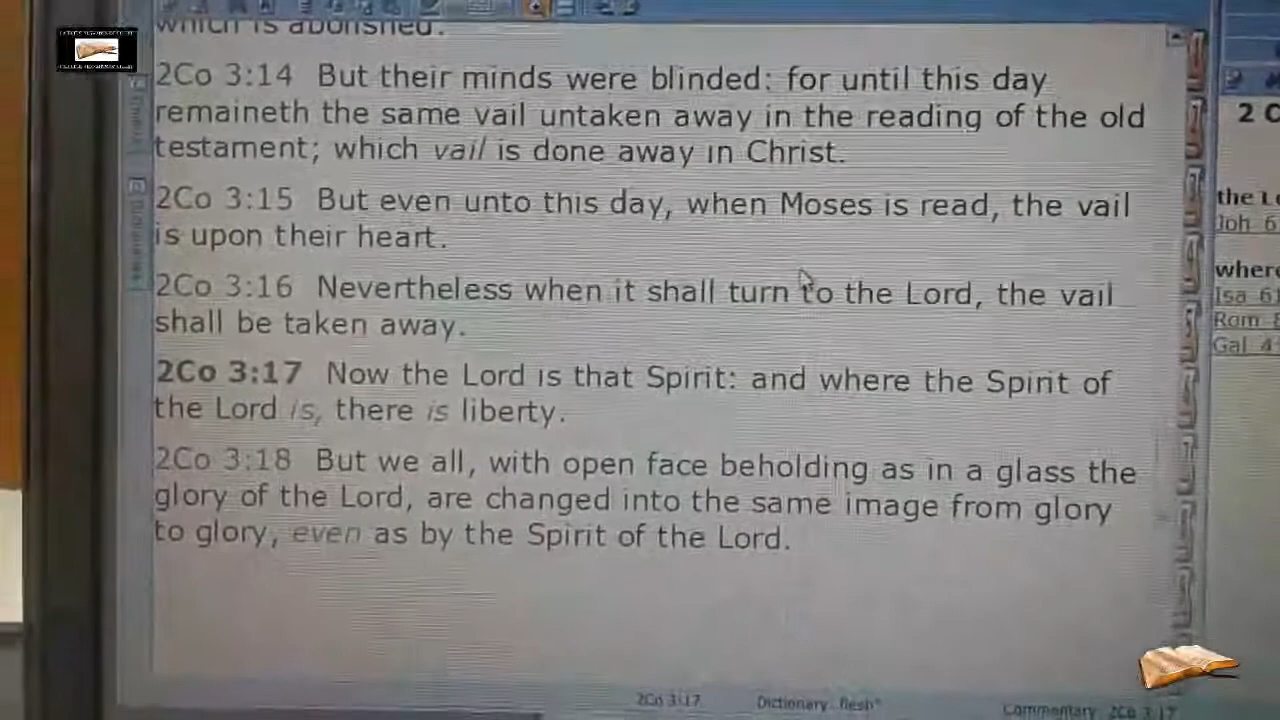 which is abolished.
2Co 3:14 But their minds were blinded: for until this day
remaineth the same vail untaken away in the reading of the old
testament; which vail is done away in Christ.
2Co 3:15 But even unto this day, when Moses is read, the vail
is upon their heart.
2Co 3:16 Nevertheless when it shall turn to the Lord, the vail
shall be taken away.
2Co 3:17 Now the Lord is that Spirit: and where the Spirit of
the Lord is, there is liberty.
2Co 3:18 But we all, with open face beholding as in a glass the
glory of the Lord, are changed into the same image from glory
to glory, even as by the Spirit of the Lord.
2 C
the L
Joh 6
where
Isa 6
Rom 8
Gal 4
2Co 3:17 Dictionary flesh* Commentary 2Co 3:17